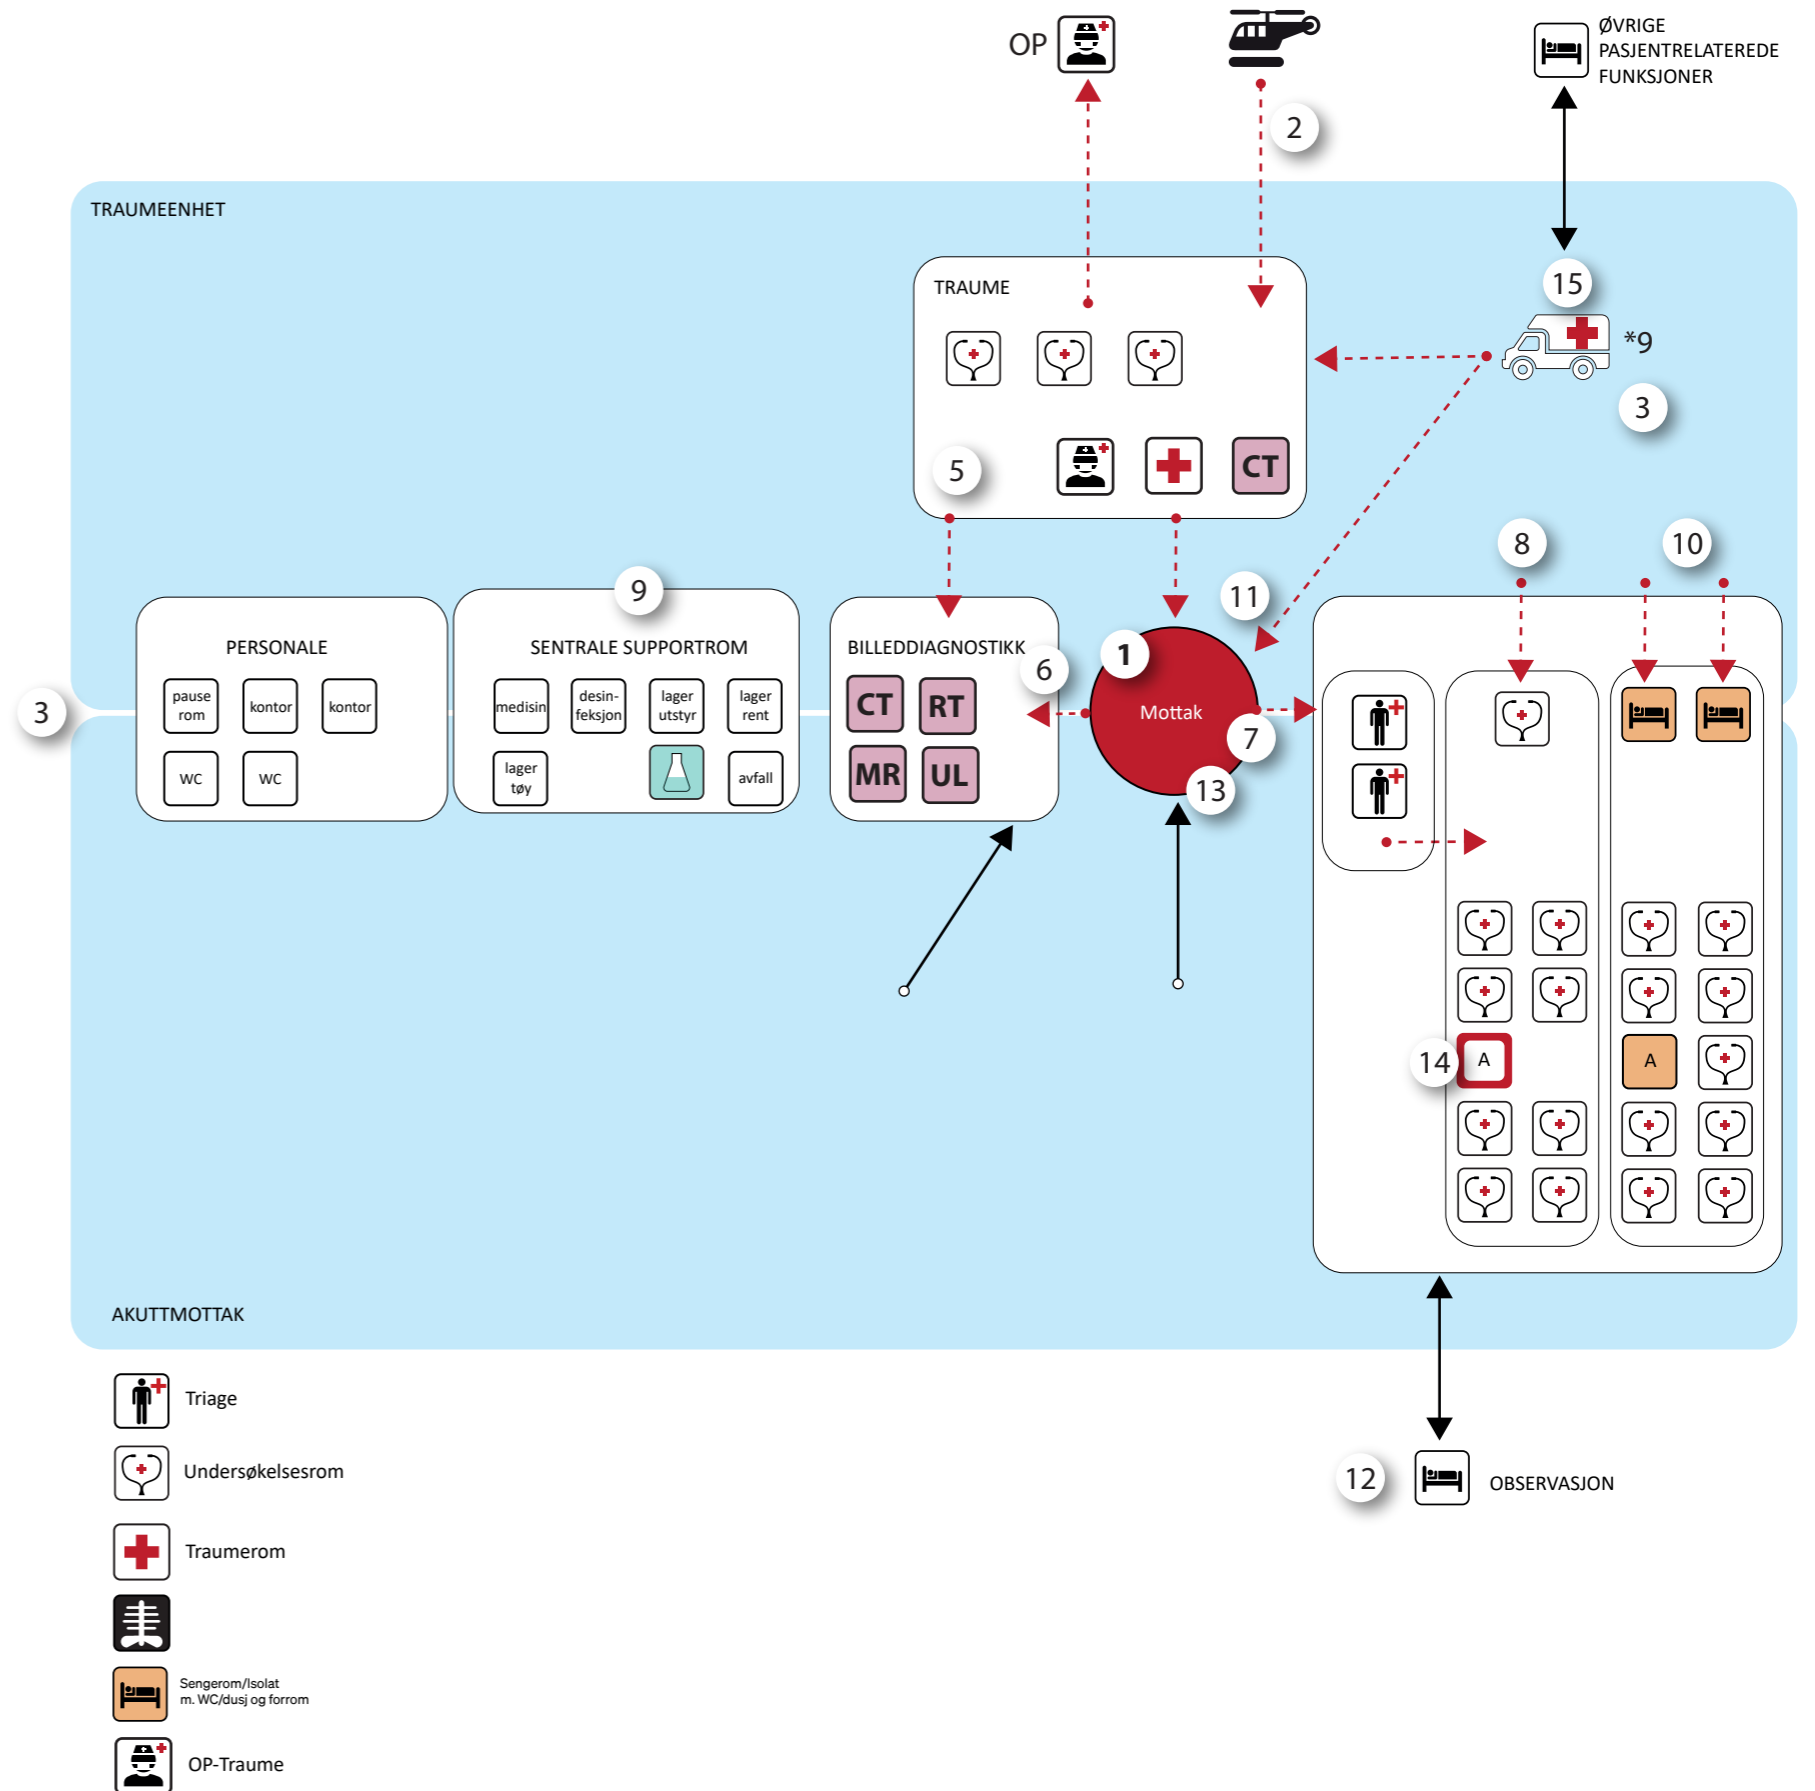 OP
ØVRIGE
PASJENTRELATEREDE
FUNKSJONER
2
TRAUMEENHET
15
TRAUME
*9
3
5
CT
8
10
9
11
PERSONALE
SENTRALE SUPPORTROM
BILLEDDIAGNOSTIKK
6
1
3
pause
rom
kontor
kontor
medisin
desin-
feksjon
lager
utstyr
lager
rent
CT
RT
Mottak
7
WC
WC
lager
tøy
avfall
MR
UL
13
14
A
A
AKUTTMOTTAK
Triage
Undersøkelsesrom
12
OBSERVASJON
Traumerom
Sengerom/Isolat
m. WC/dusj og forrom
OP-Traume